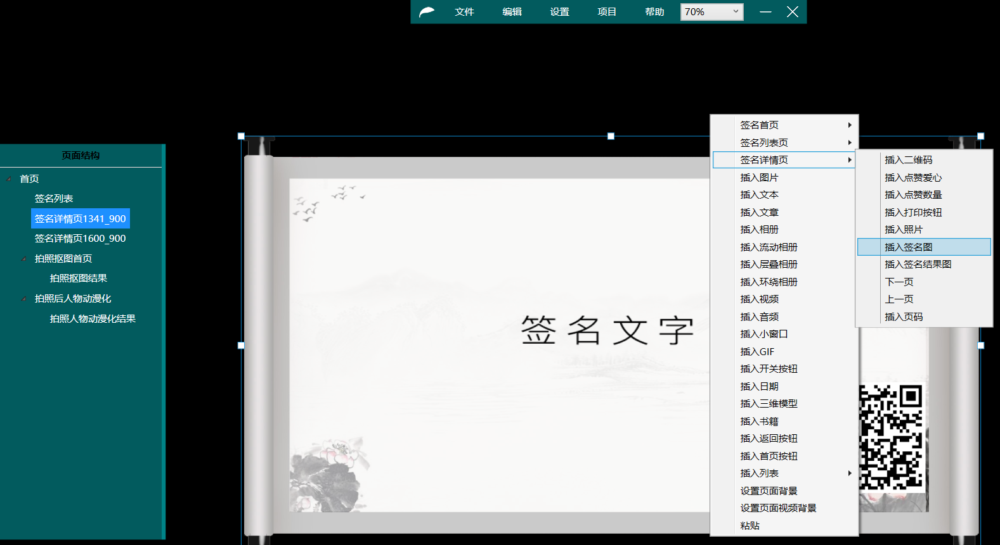 文件 编辑 设置 项目 帮助 70%
页面结构
首页
签名列表
签名详情页1341_900
签名详情页1600_900
拍照抠图首页
拍照抠图结果
拍照后人物动漫化
拍照人物动漫化结果
签名文字
签名首页
签名列表页
签名详情页
插入图片
插入文本
插入文章
插入相册
插入流动相册
插入层叠相册
插入环绕相册
插入视频
插入音频
插入小窗口
插入GIF
插入开关按钮
插入日期
插入三维模型
插入书籍
插入返回按钮
插入首页按钮
插入列表
设置页面背景
设置页面视频背景
粘贴
插入二维码
插入点赞爱心
插入点赞数量
插入打印按钮
插入照片
插入签名图
插入签名结果图
下一页
上一页
插入页码